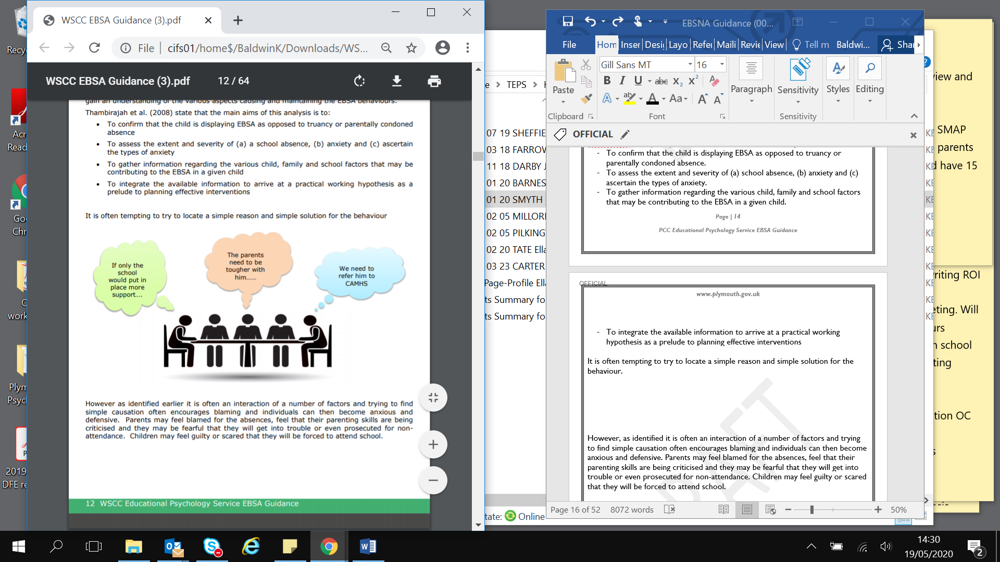 WSCC EBSA Guidance (3).pdf
File
cifs01/home$/BaldwinK/Downloads/WS...
WSCC EBSA Guidance (3).pdf
12 / 64
gain an understanding of the various aspects causing and maintaining the EBSA behaviours.
Thambirajah et al. (2008) state that the main aims of this analysis is to:
• To confirm that the child is displaying EBSA as opposed to truancy or parentally condoned
absence
• To assess the extent and severity of (a) a school absence, (b) anxiety and (c) ascertain
the types of anxiety
• To gather information regarding the various child, family and school factors that may be
contributing to the EBSA in a given child
• To integrate the available information to arrive at a practical working hypothesis as a
prelude to planning effective interventions
It is often tempting to try to locate a simple reason and simple solution for the behaviour
If only the
school
would put in
place more
support....
The parents
need to be
tougher with
him......
We need to
refer him to
CAMHS
However as identified earlier it is often an interaction of a number of factors and trying to find
simple causation often encourages blaming and individuals can then become anxious and
defensive. Parents may feel blamed for the absences, feel that their parenting skills are being
criticised and they may be fearful that they will get into trouble or even prosecuted for non-
attendance. Children may feel guilty or scared that they will be forced to attend school.
12 WSCC Educational Psychology Service EBSA Guidance
TEPS
07 19 SHEFFIE
03 18 FARROW
11 18 DARBY J
01 20 BARNES
01 20 SMYTH
02 05 MILLOR
02 05 PILKING
02 20 TATE Ella
03 23 CARTER
Page-Profile Ella
ts Summary fo
ts Summary fo
tate: Online
EBSNA Guidance (00...
File
Hom
Inser
Desig
Layo
Refer
Maili
Revie
View
Tell m
Baldwi...
Shar
Paste
Clipboard
Gill Sans MT
16
B I U abc X₂ X²
A A Aa A A
Font
Paragraph
Sensitivity
Sensitivity
Styles
Editing
OFFICIAL
- To confirm that the child is displaying EBSA as opposed to truancy or
parentally condoned absence.
- To assess the extent and severity of (a) school absence, (b) anxiety and (c)
ascertain the types of anxiety.
- To gather information regarding the various child, family and school factors
that may be contributing to the EBSA in a given child.
Page | 14
PCC Educational Psychology Service EBSA Guidance
OFFICIAL
www.plymouth.gov.uk
- To integrate the available information to arrive at a practical working
hypothesis as a prelude to planning effective interventions
It is often tempting to try to locate a simple reason and simple solution for the
behaviour.
However, as identified it is often an interaction of a number of factors and trying
to find simple causation often encourages blaming and individuals can then become
anxious and defensive. Parents may feel blamed for the absences, feel that their
parenting skills are being criticised and they may be fearful that they will get into
trouble or even prosecuted for non-attendance. Children may feel guilty or scared
that they will be forced to attend school.
Page 16 of 52
8072 words
50%
view and
SMAP
parents
have 15
writing ROI
eting. Will
urs
school
ting
tion OC
Recyc
Acr
Read
Goo
Chr
C
work
Plym
Psyc
2019
DFE re
14:30
19/05/2020
2